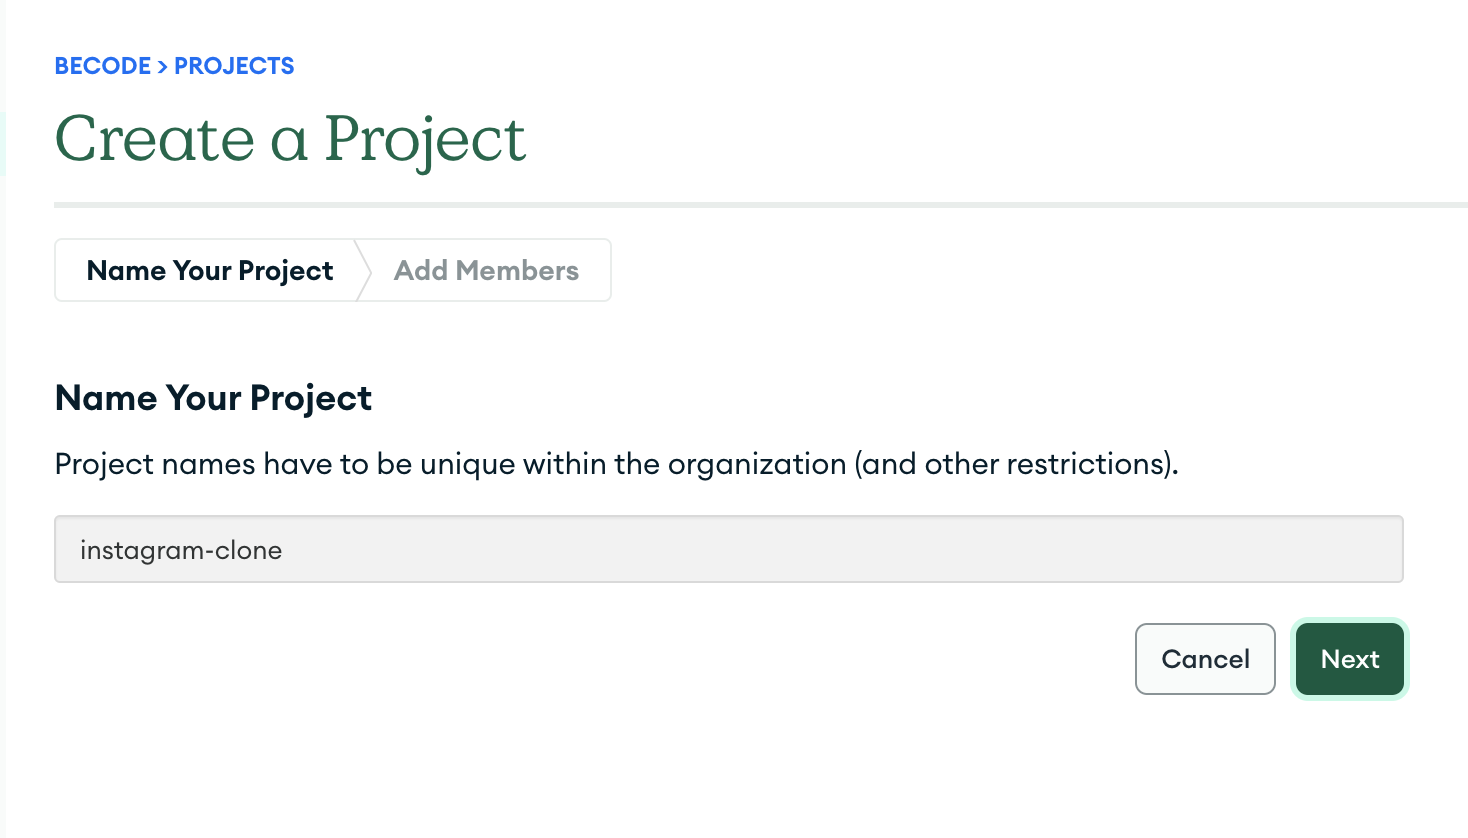 BECODE > PROJECTS
Create a Project
Name Your Project
Add Members
Name Your Project
Project names have to be unique within the organization (and other restrictions).
instagram-clone
Cancel
Next